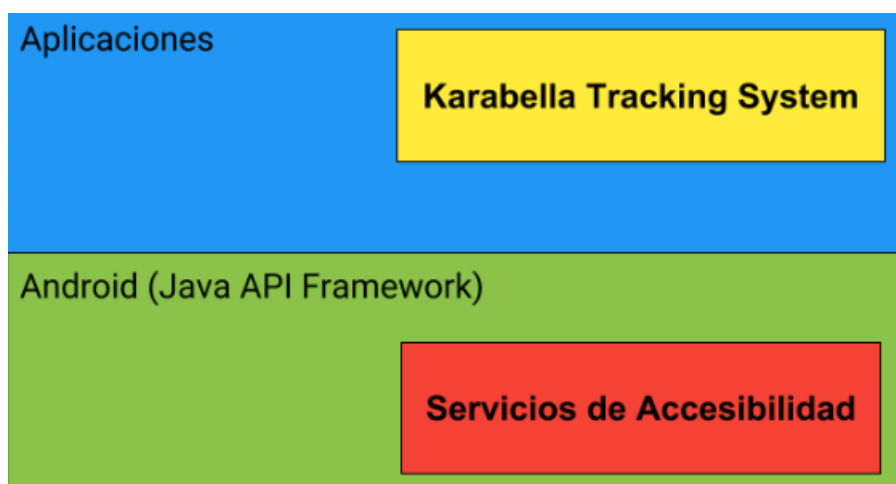 Aplicaciones
Karabella Tracking System
Android (Java API Framework)
Servicios de Accesibilidad